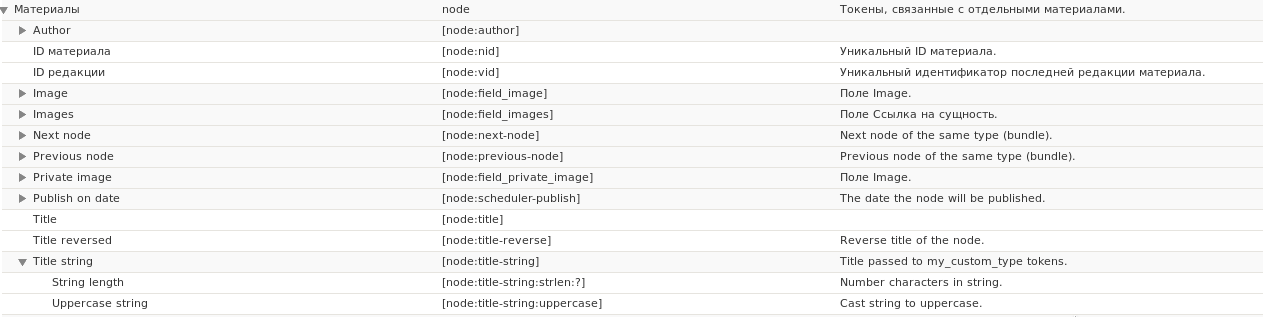 Материалы node Токены, связанные с отдельными материалами.
Author [node:author]
ID материала [node:nid] Уникальный ID материала.
ID редакции [node:vid] Уникальный идентификатор последней редакции материала.
Image [node:field_image] Поле Image.
Images [node:field_images] Поле Ссылка на сущность.
Next node [node:next-node] Next node of the same type (bundle).
Previous node [node:previous-node] Previous node of the same type (bundle).
Private image [node:field_private_image] Поле Image.
Publish on date [node:scheduler-publish] The date the node will be published.
Title [node:title]
Title reversed [node:title-reverse] Reverse title of the node.
Title string [node:title-string] Title passed to my_custom_type tokens.
String length [node:title-string:strlen:?] Number characters in string.
Uppercase string [node:title-string:uppercase] Cast string to uppercase.